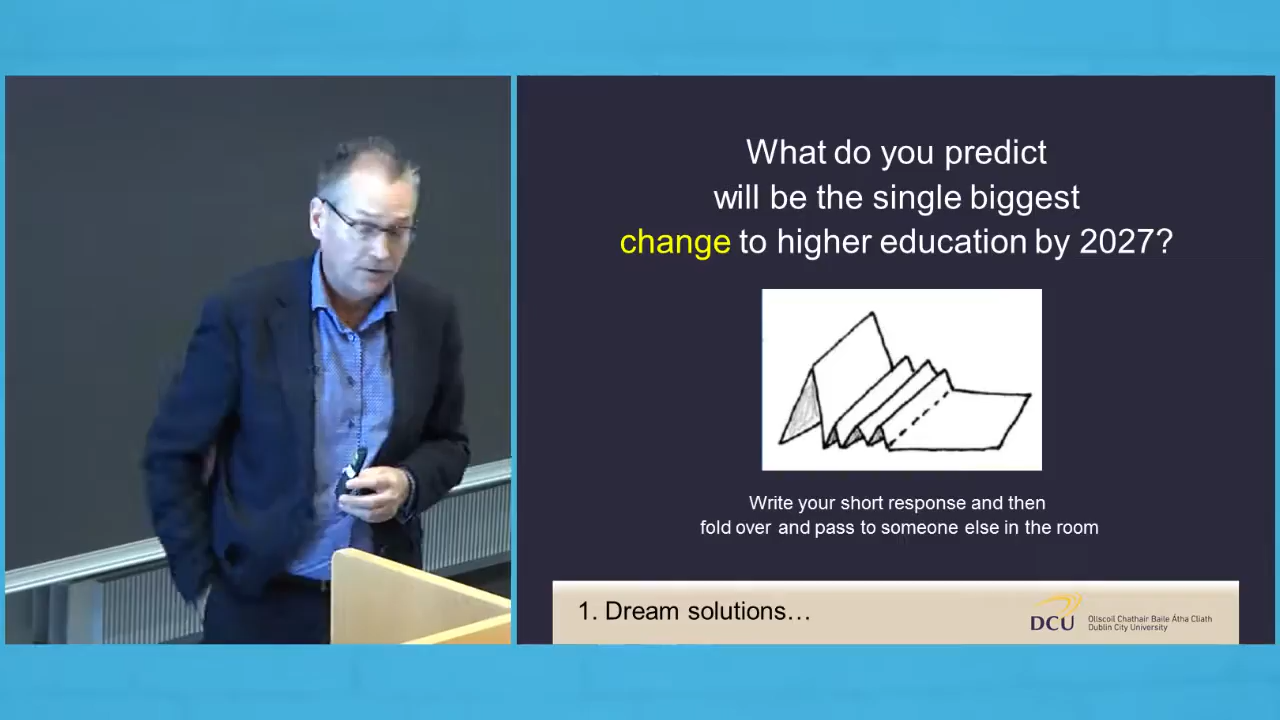 What do you predict
will be the single biggest
change to higher education by 2027?
Write your short response and then
fold over and pass to someone else in the room
1. Dream solutions…
DCU
Ollscoil Chathair Baile Átha Cliath
Dublin City University